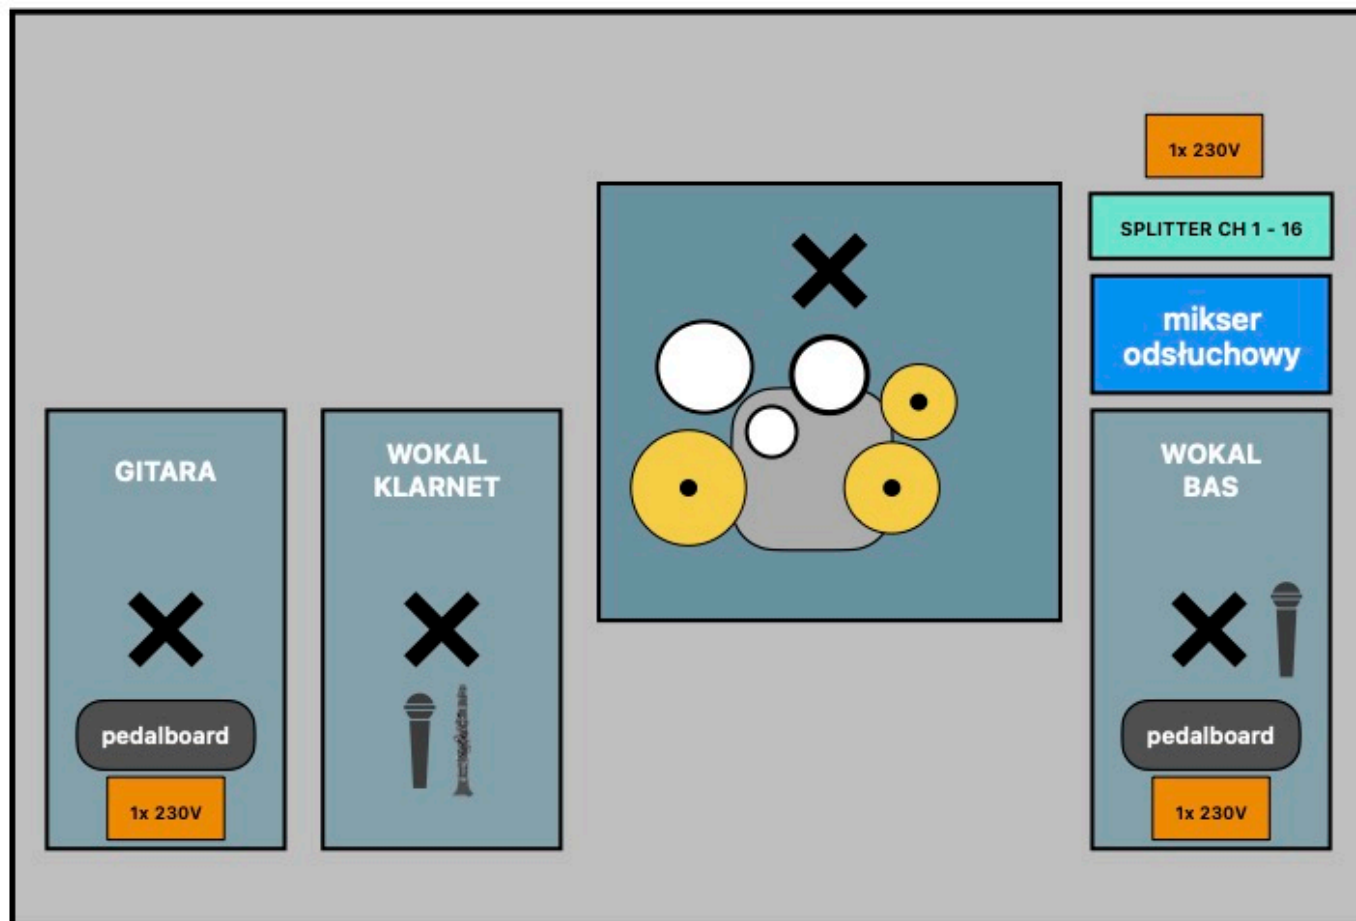 1x 230V
SPLITTER CH 1 - 16
mikser
odsłuchowy
GITARA
WOKAL
KLARNET
WOKAL
BAS
pedalboard
pedalboard
1x 230V
1x 230V